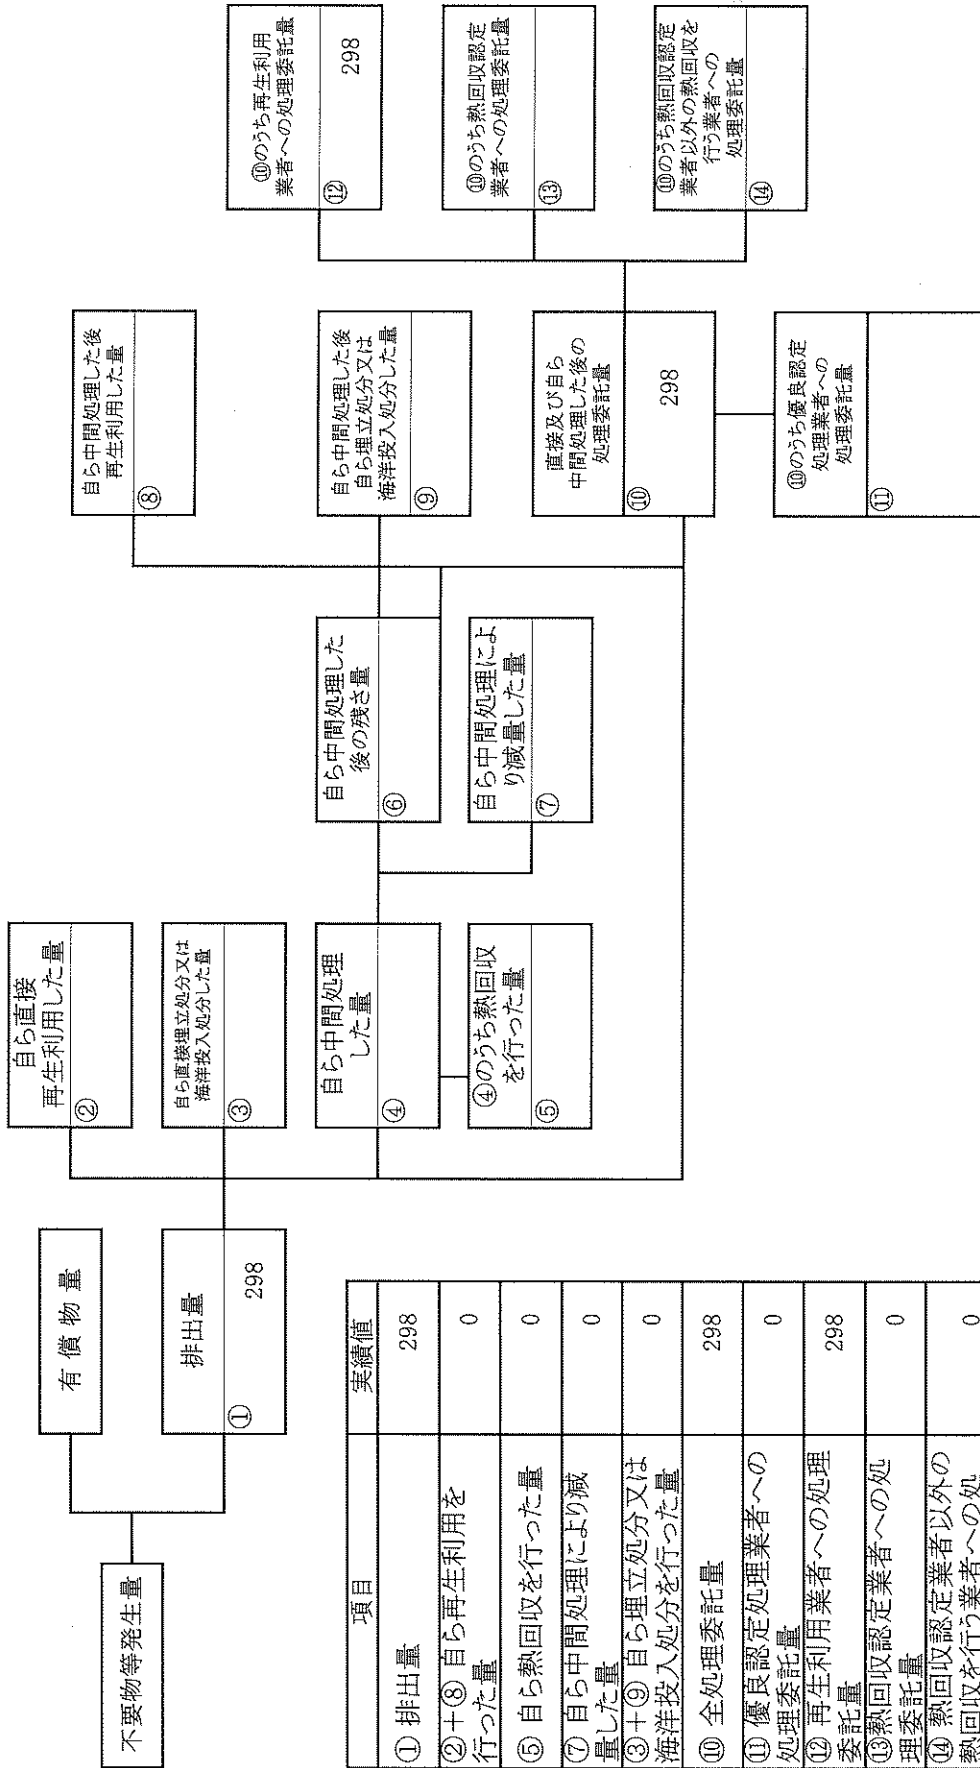 不要物等発生量
有償物量
排出量
①
298
自ら直接
再生利用した量
②
自ら直接埋立処分又は
海洋投入処分した量
③
自ら中間処理
した量
④
④のうち熱回収
を行った量
⑤
自ら中間処理した
後の残さ量
⑥
自ら中間処理によ
り減量した量
⑦
自ら中間処理した後
再生利用した量
⑧
自ら中間処理した後
自ら埋立処分又は
海洋投入処分した量
⑨
直接及び自ら
中間処理した後の
処理委託量
⑩
298
⑩のうち優良認定
処理業者への
処理委託量
⑪
⑩のうち再生利用
業者への処理委託量
⑫
298
⑩のうち熱回収認定
業者への処理委託量
⑬
⑩のうち熱回収認定
業者以外の熱回収を
行う業者への
処理委託量
⑭
項目 実績値
①排出量 298
②+⑧自ら再生利用を
行った量 0
⑤自ら熱回収を行った量 0
⑦自ら中間処理により減
量した量 0
③+⑨自ら埋立処分又は
海洋投入処分を行った量 0
⑩全処理委託量 298
⑪優良認定処理業者への
処理委託量 0
⑫再生利用業者への処理
委託量 298
⑬熱回収認定業者への処
理委託量 0
⑭熱回収認定業者以外の
熱回収を行う業者への処 0